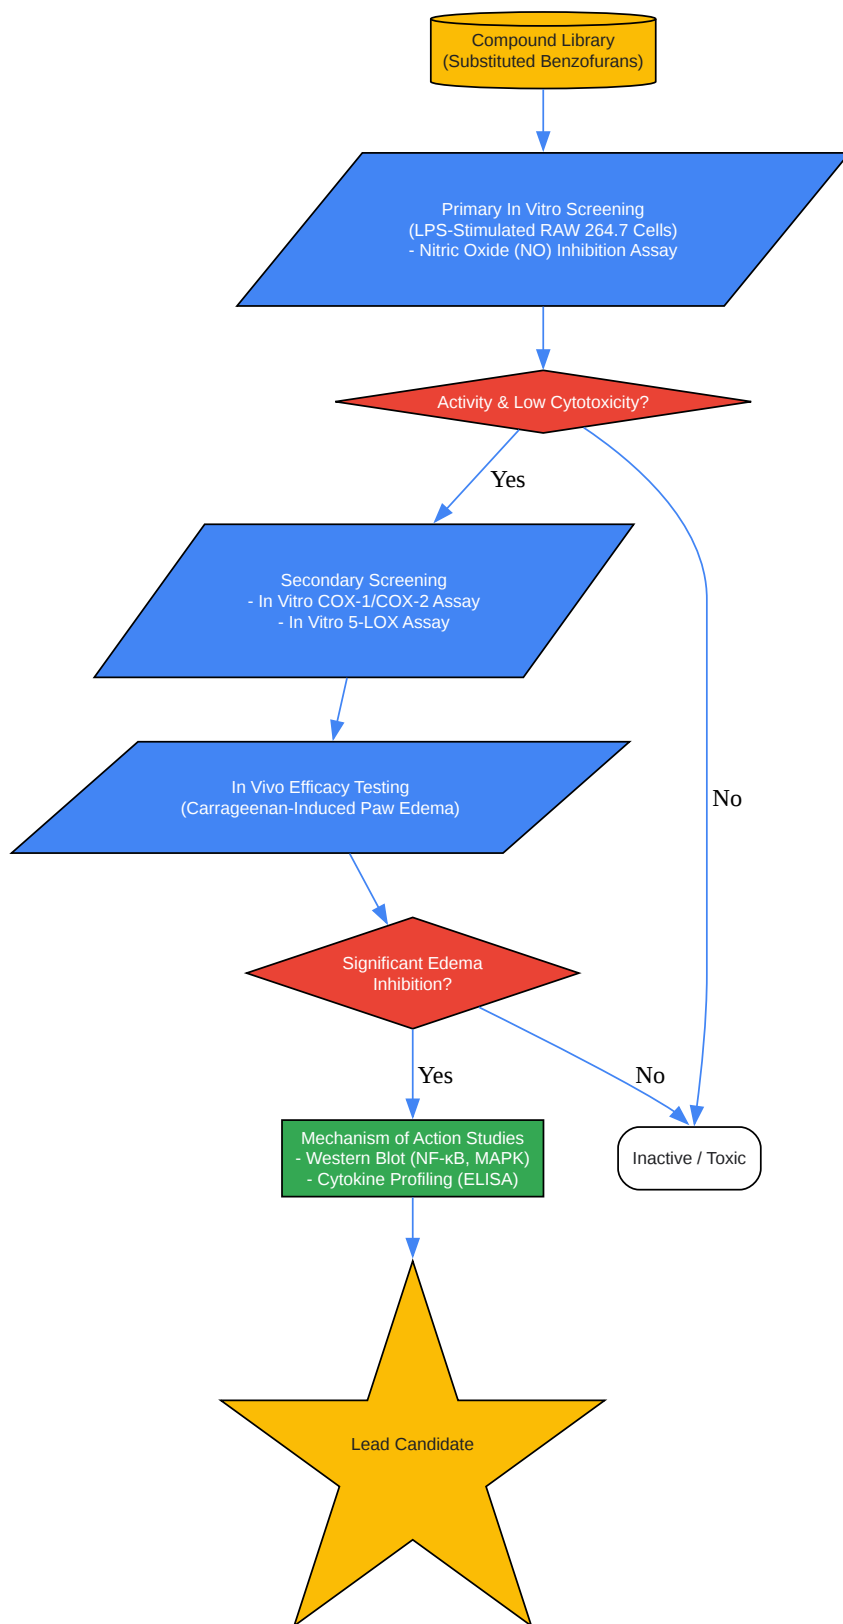 Compound Library
(Substituted Benzofurans)
Primary In Vitro Screening
(LPS-Stimulated RAW 264.7 Cells)
- Nitric Oxide (NO) Inhibition Assay
Activity & Low Cytotoxicity?
Yes
Secondary Screening
- In Vitro COX-1/COX-2 Assay
- In Vitro 5-LOX Assay
In Vivo Efficacy Testing
(Carrageenan-Induced Paw Edema)
No
Significant Edema
Inhibition?
Yes
No
Mechanism of Action Studies
- Western Blot (NF-κB, MAPK)
- Cytokine Profiling (ELISA)
Inactive / Toxic
Lead Candidate